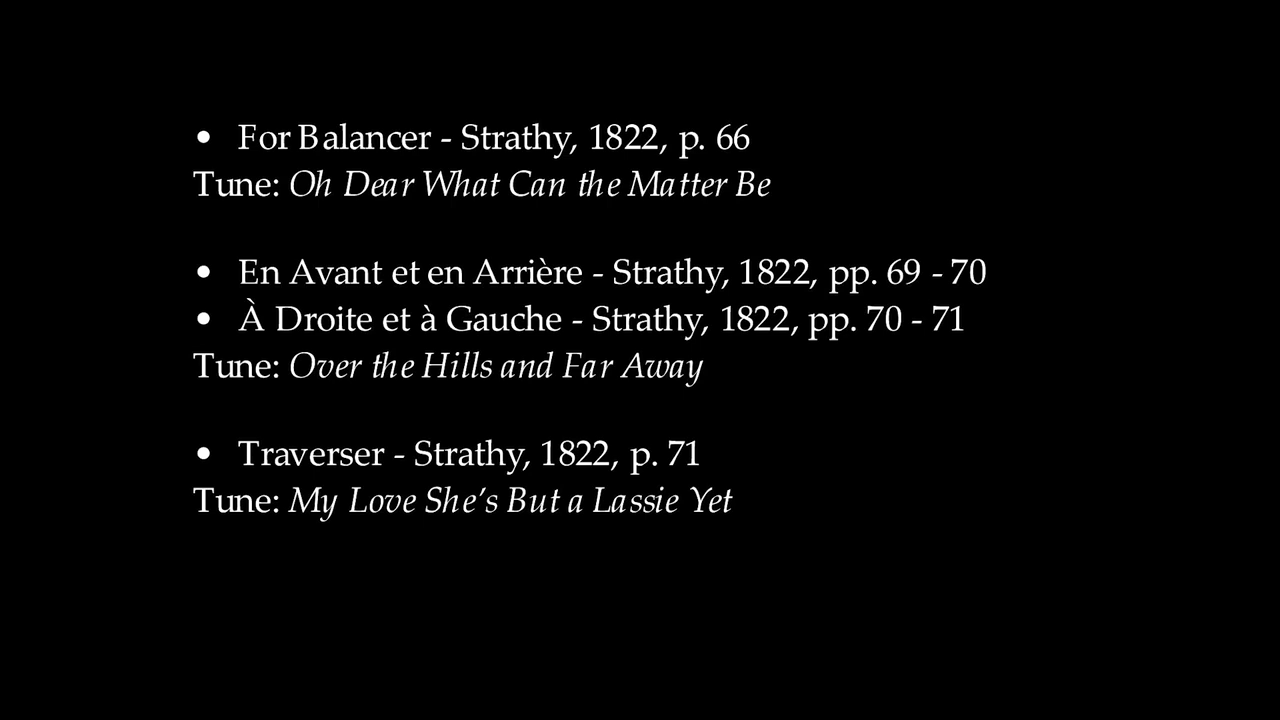 • For Balancer - Strathy, 1822, p. 66
Tune: Oh Dear What Can the Matter Be
• En Avant et en Arrière - Strathy, 1822, pp. 69 - 70
• À Droite et à Gauche - Strathy, 1822, pp. 70 - 71
Tune: Over the Hills and Far Away
• Traverser - Strathy, 1822, p. 71
Tune: My Love She’s But a Lassie Yet